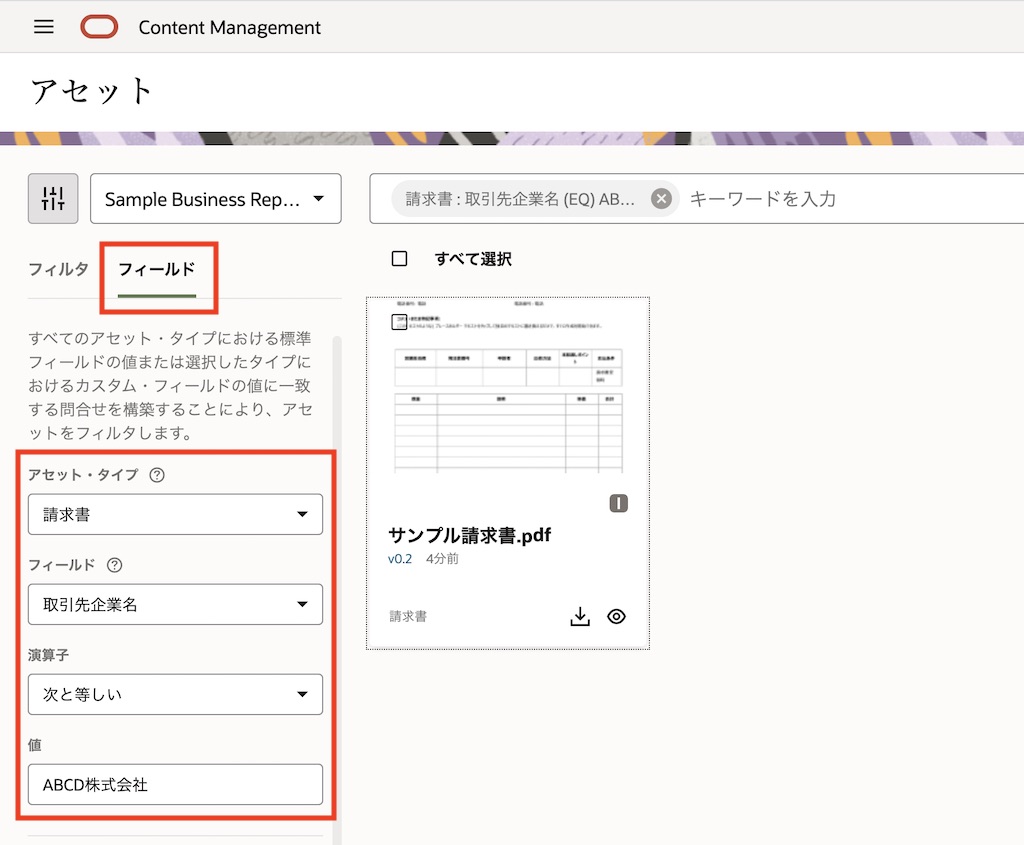 Content Management
アセット
Sample Business Rep...
請求書 : 取引先企業名 (EQ) AB...
キーワードを入力
フィルタ
フィールド
すべて選択
すべてのアセット・タイプにおける標準
フィールドの値または選択したタイプに
おけるカスタム・フィールドの値に一致
する問合せを構築することにより、アセ
ットをフィルタします。
アセット・タイプ
請求書
フィールド
取引先企業名
演算子
次と等しい
値
ABCD株式会社
サンプル請求書.pdf
v0.2 4分前
請求書